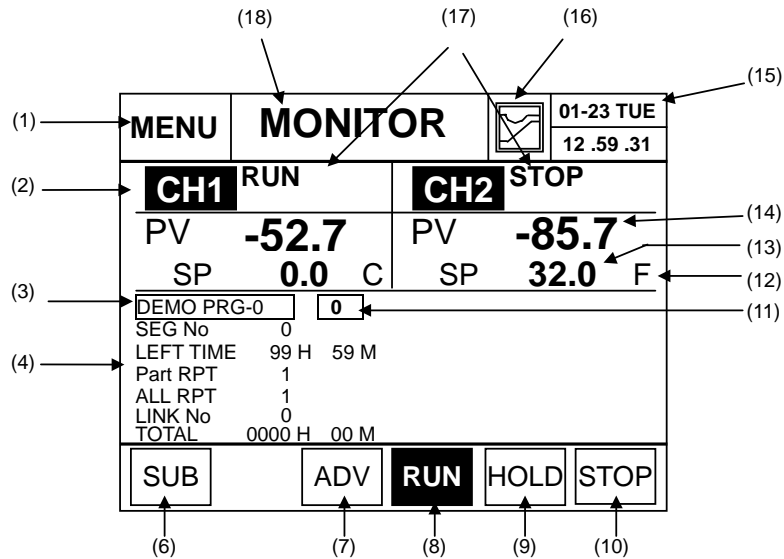 (18) (17) (16)
(15)
(1) MENU MONITOR 01-23 TUE
12 .59 .31
(2) CH1 RUN CH2 STOP
PV -52.7 PV -85.7 (14)
(13)
SP 0.0 C SP 32.0 F (12)
(3) DEMO PRG-0 0 (11)
SEG No 0
(4) LEFT TIME 99 H 59 M
Part RPT 1
ALL RPT 1
LINK No 0
TOTAL 0000 H 00 M
SUB ADV RUN HOLD STOP
(6) (7) (8) (9) (10)